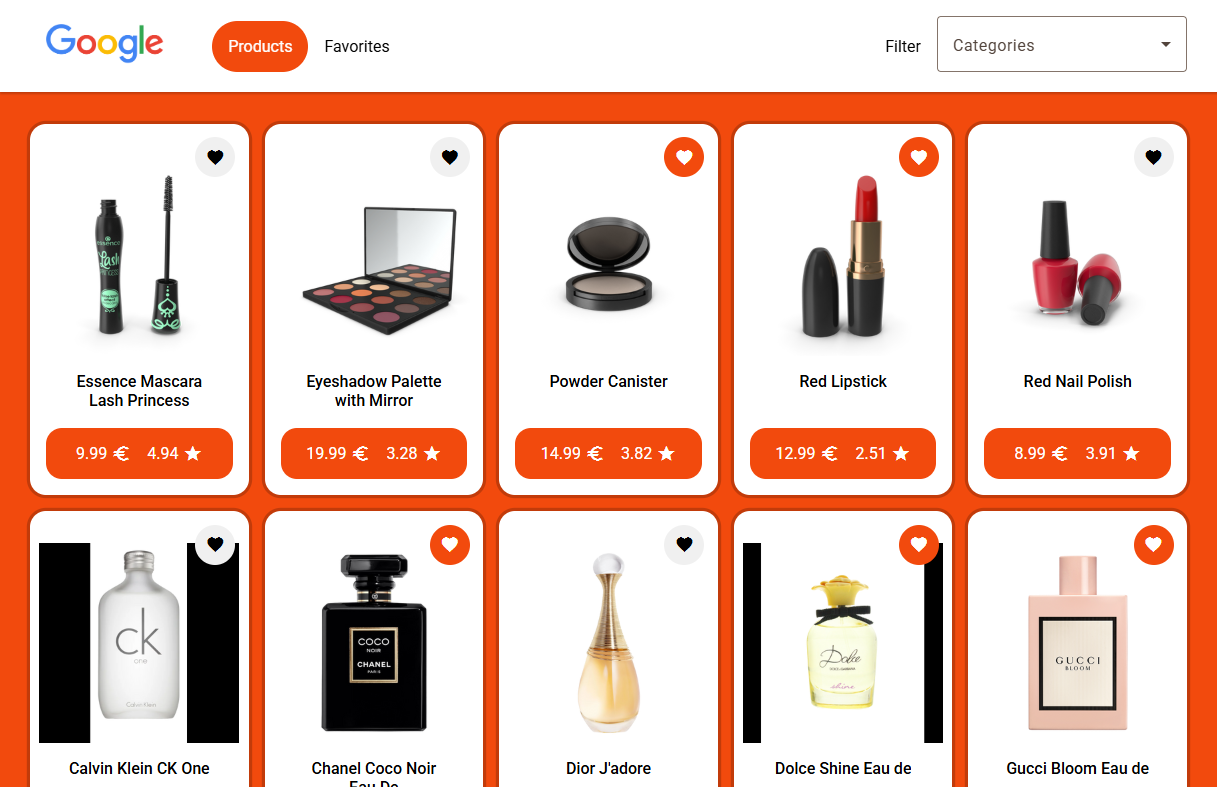 Google
Products
Favorites
Filter
Categories
essence
Lash
PRINCESS
Essence Mascara
Lash Princess
9.99 € 4.94 ★
Eyeshadow Palette
with Mirror
19.99 € 3.28 ★
Powder Canister
14.99 € 3.82 ★
Red Lipstick
12.99 € 2.51 ★
Red Nail Polish
8.99 € 3.91 ★
ck
one
Calvin Klein
Calvin Klein CK One
COCO
NOIR
CHANEL
PARIS
Chanel Coco Noir
Eau De
Dior J'adore
Dolce
shine
Dolce Shine Eau de
GUCCI
BLOOM
Gucci Bloom Eau de